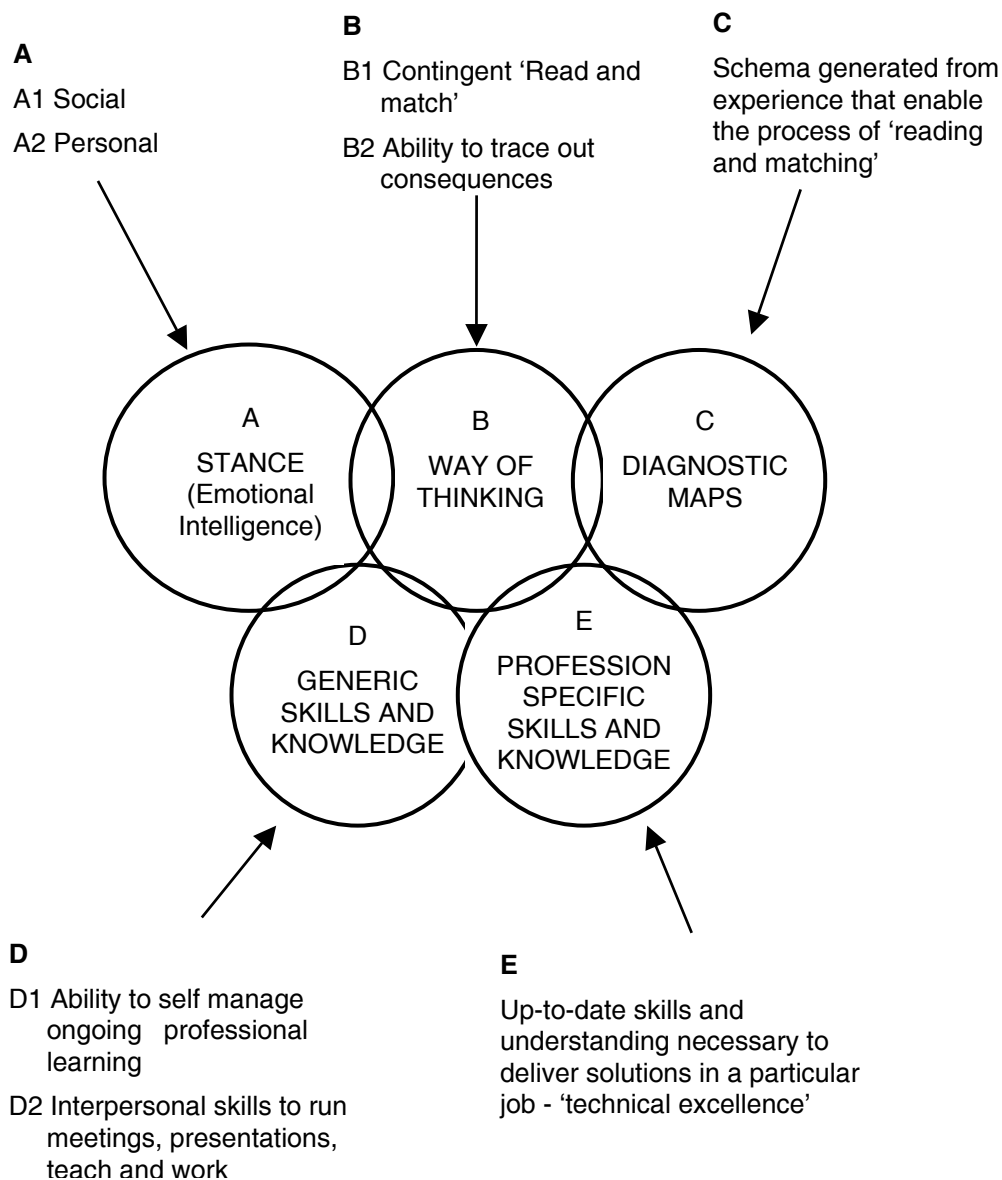 A
A1 Social
A2 Personal
B
B1 Contingent ‘Read and
match’
B2 Ability to trace out
consequences
C
Schema generated from
experience that enable
the process of ‘reading
and matching’
A
STANCE
(Emotional
Intelligence)
B
WAY OF
THINKING
C
DIAGNOSTIC
MAPS
D
GENERIC
SKILLS AND
KNOWLEDGE
E
PROFESSION
SPECIFIC
SKILLS AND
KNOWLEDGE
D
D1 Ability to self manage
ongoing professional
learning
D2 Interpersonal skills to run
meetings, presentations,
teach and work
E
Up-to-date skills and
understanding necessary to
deliver solutions in a particular
job - ‘technical excellence’